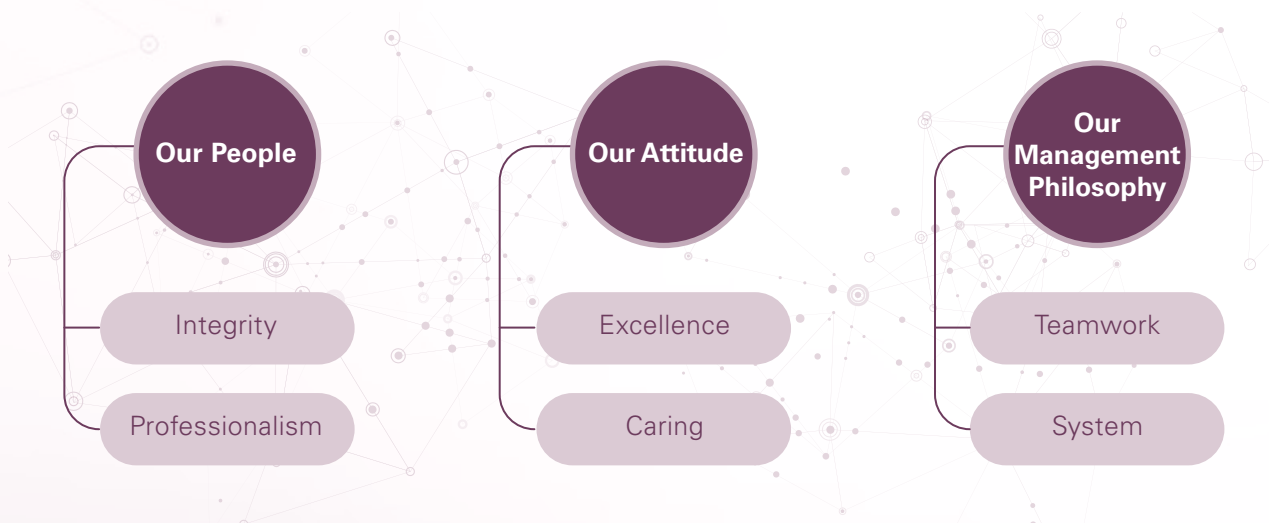 Our People
Integrity
Professionalism
Our Attitude
Excellence
Caring
Our
Management
Philosophy
Teamwork
System